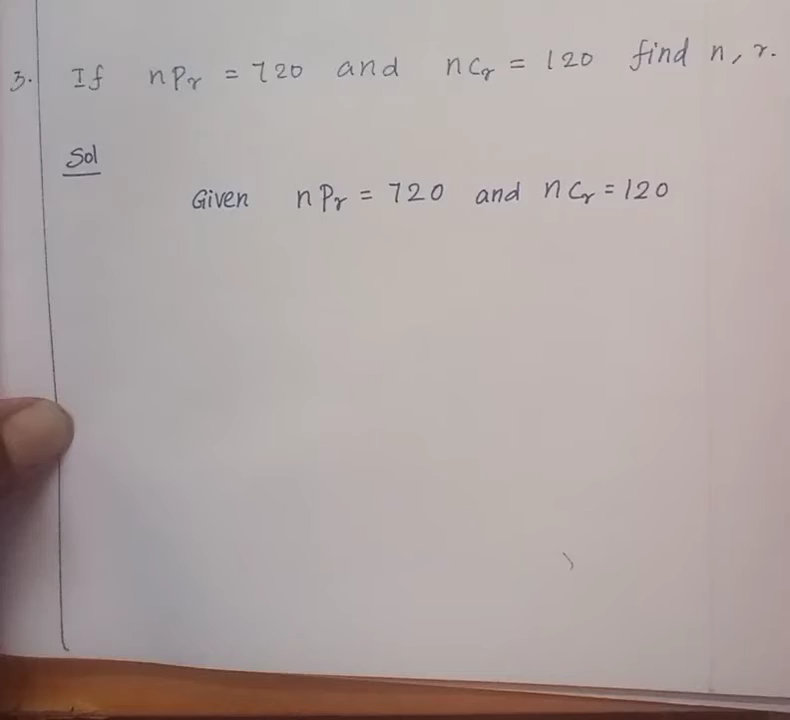 3. If nPr = 720 and nCr = 120 find n, r.
Sol
Given nPr = 720 and nCr = 120